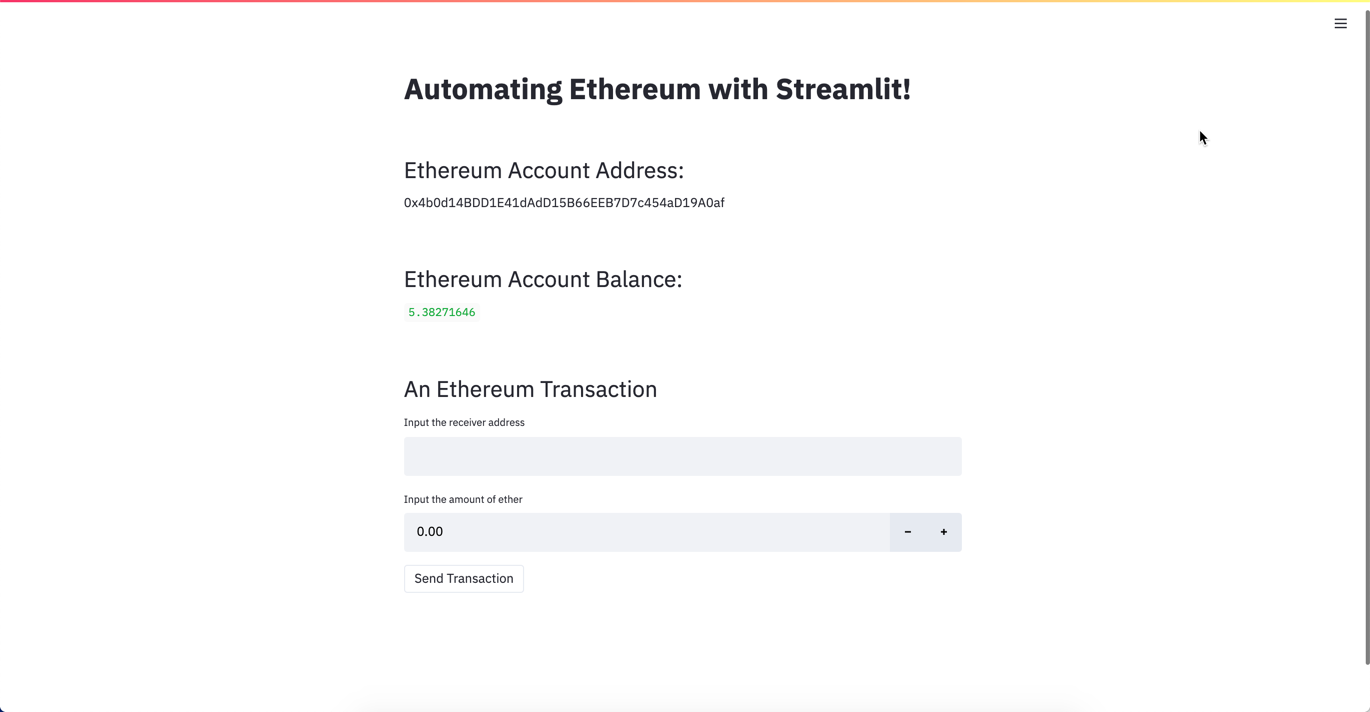 Automating Ethereum with Streamlit!
Ethereum Account Address:
0x4b0d14BDD1E41dAdD15B66EEB7D7c454aD19A0af
Ethereum Account Balance:
5.38271646
An Ethereum Transaction
Input the receiver address
Input the amount of ether
0.00
Send Transaction